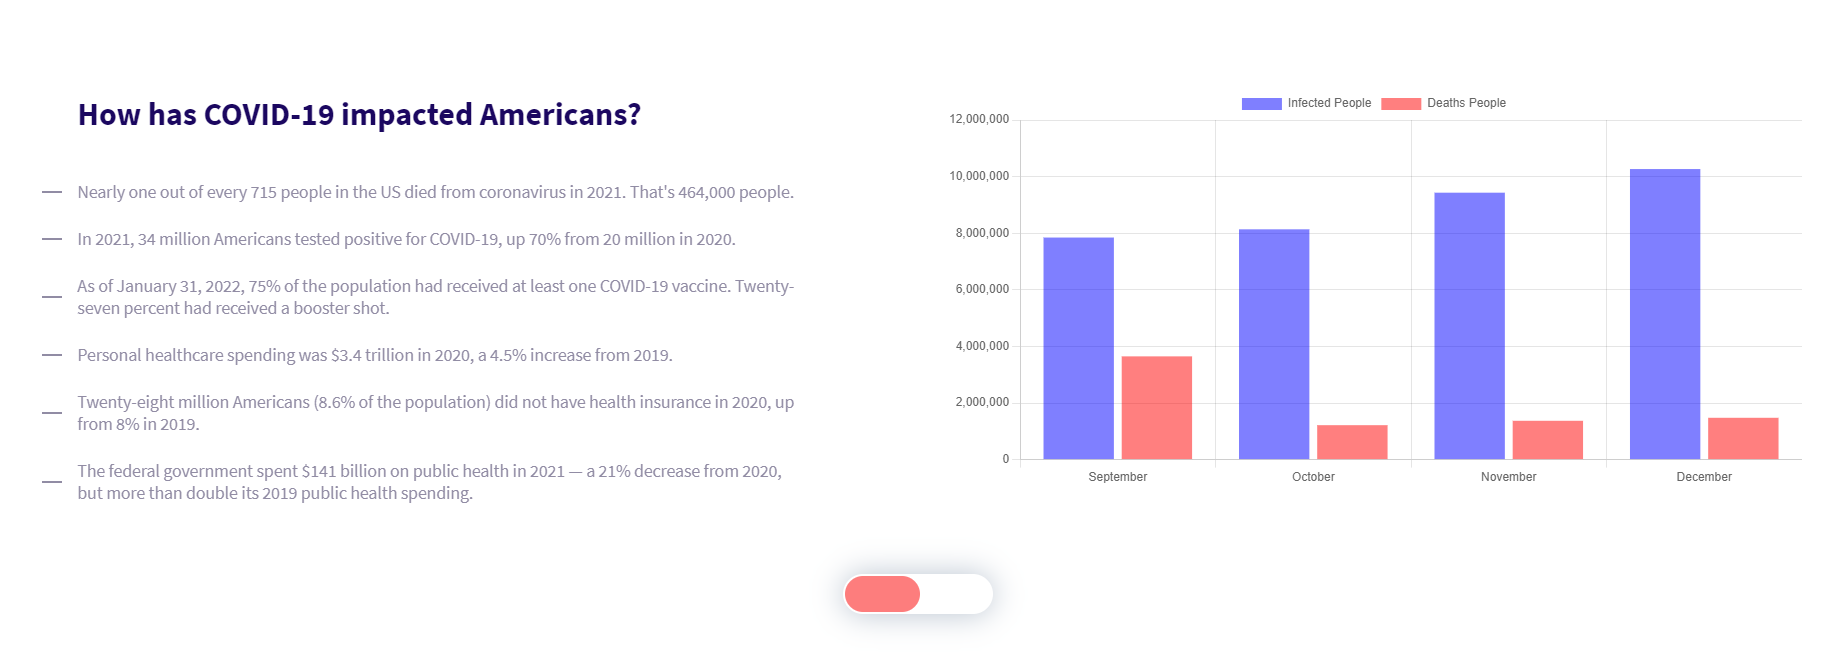 How has COVID-19 impacted Americans?
Nearly one out of every 715 people in the US died from coronavirus in 2021. That's 464,000 people.
In 2021, 34 million Americans tested positive for COVID-19, up 70% from 20 million in 2020.
As of January 31, 2022, 75% of the population had received at least one COVID-19 vaccine. Twenty-
seven percent had received a booster shot.
Personal healthcare spending was $3.4 trillion in 2020, a 4.5% increase from 2019.
Twenty-eight million Americans (8.6% of the population) did not have health insurance in 2020, up
from 8% in 2019.
The federal government spent $141 billion on public health in 2021 — a 21% decrease from 2020,
but more than double its 2019 public health spending.
Infected People Deaths People
12,000,000
10,000,000
8,000,000
6,000,000
4,000,000
2,000,000
0
September October November December